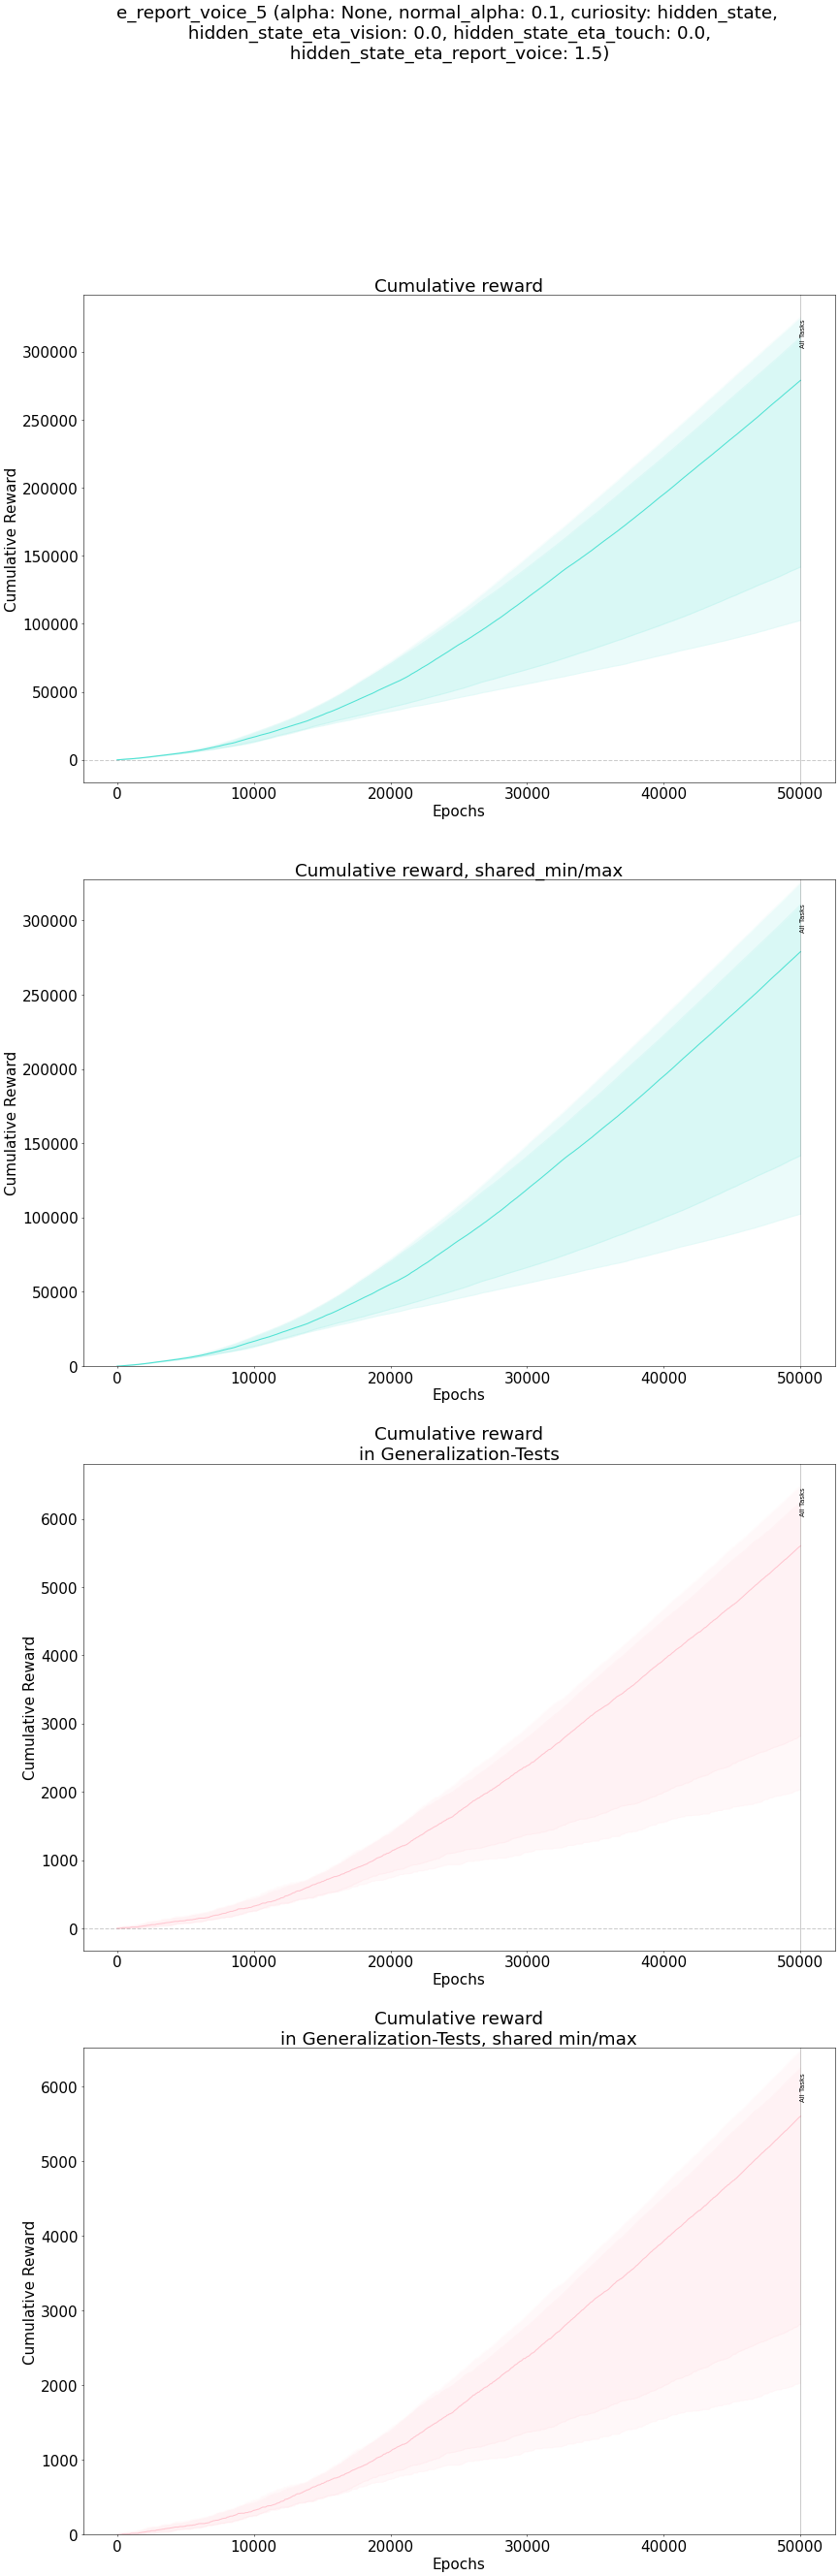 e_report_voice_5 (alpha: None, normal_alpha: 0.1, curiosity: hidden_state,
hidden_state_eta_vision: 0.0, hidden_state_eta_touch: 0.0,
hidden_state_eta_report_voice: 1.5)
Cumulative reward
Cumulative Reward
300000
250000
200000
150000
100000
50000
0
All Tasks
0 10000 20000 30000 40000 50000
Epochs
Cumulative reward, shared_min/max
Cumulative Reward
300000
250000
200000
150000
100000
50000
0
All Tasks
0 10000 20000 30000 40000 50000
Epochs
Cumulative reward
in Generalization-Tests
Cumulative Reward
6000
5000
4000
3000
2000
1000
0
All Tasks
0 10000 20000 30000 40000 50000
Epochs
Cumulative reward
in Generalization-Tests, shared min/max
Cumulative Reward
6000
5000
4000
3000
2000
1000
0
All Tasks
0 10000 20000 30000 40000 50000
Epochs